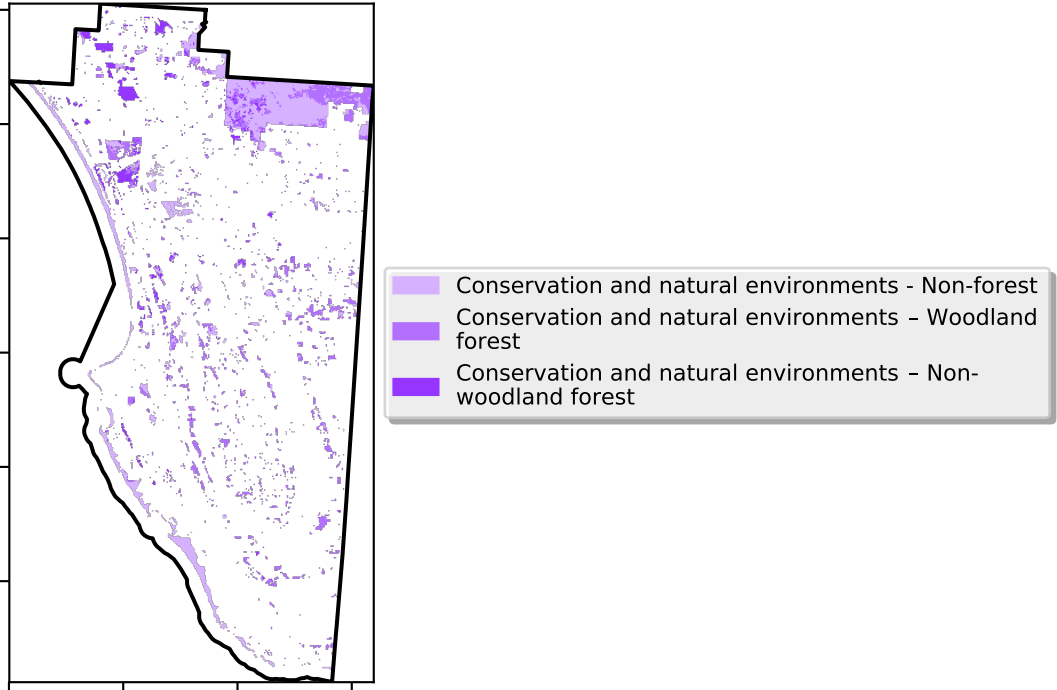 Conservation and natural environments - Non-forest
Conservation and natural environments – Woodland
forest
Conservation and natural environments – Non-
woodland forest